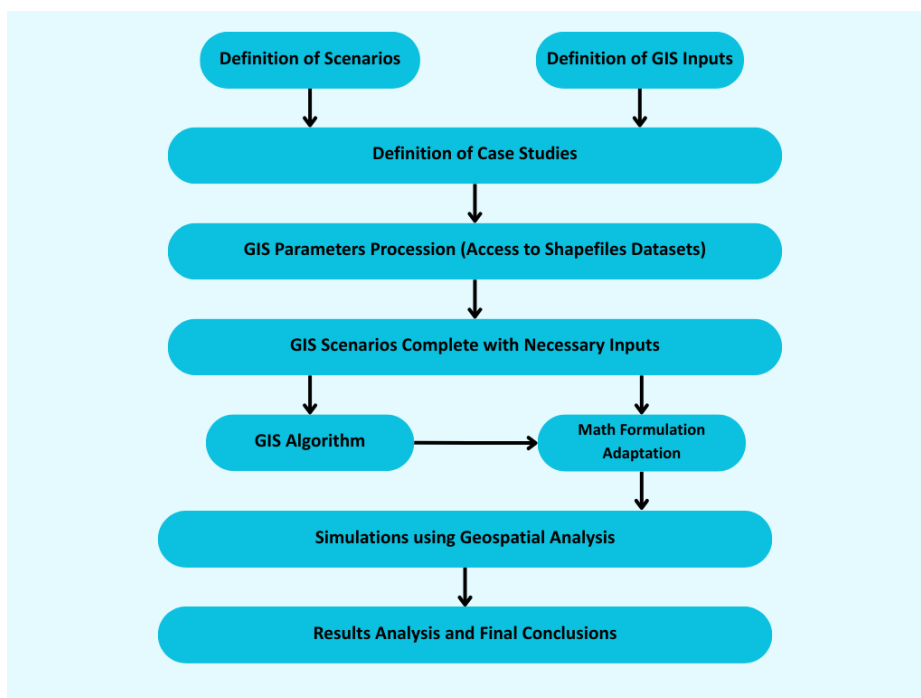 Definition of Scenarios
Definition of GIS Inputs
Definition of Case Studies
GIS Parameters Procession (Access to Shapefiles Datasets)
GIS Scenarios Complete with Necessary Inputs
GIS Algorithm
Math Formulation
Adaptation
Simulations using Geospatial Analysis
Results Analysis and Final Conclusions